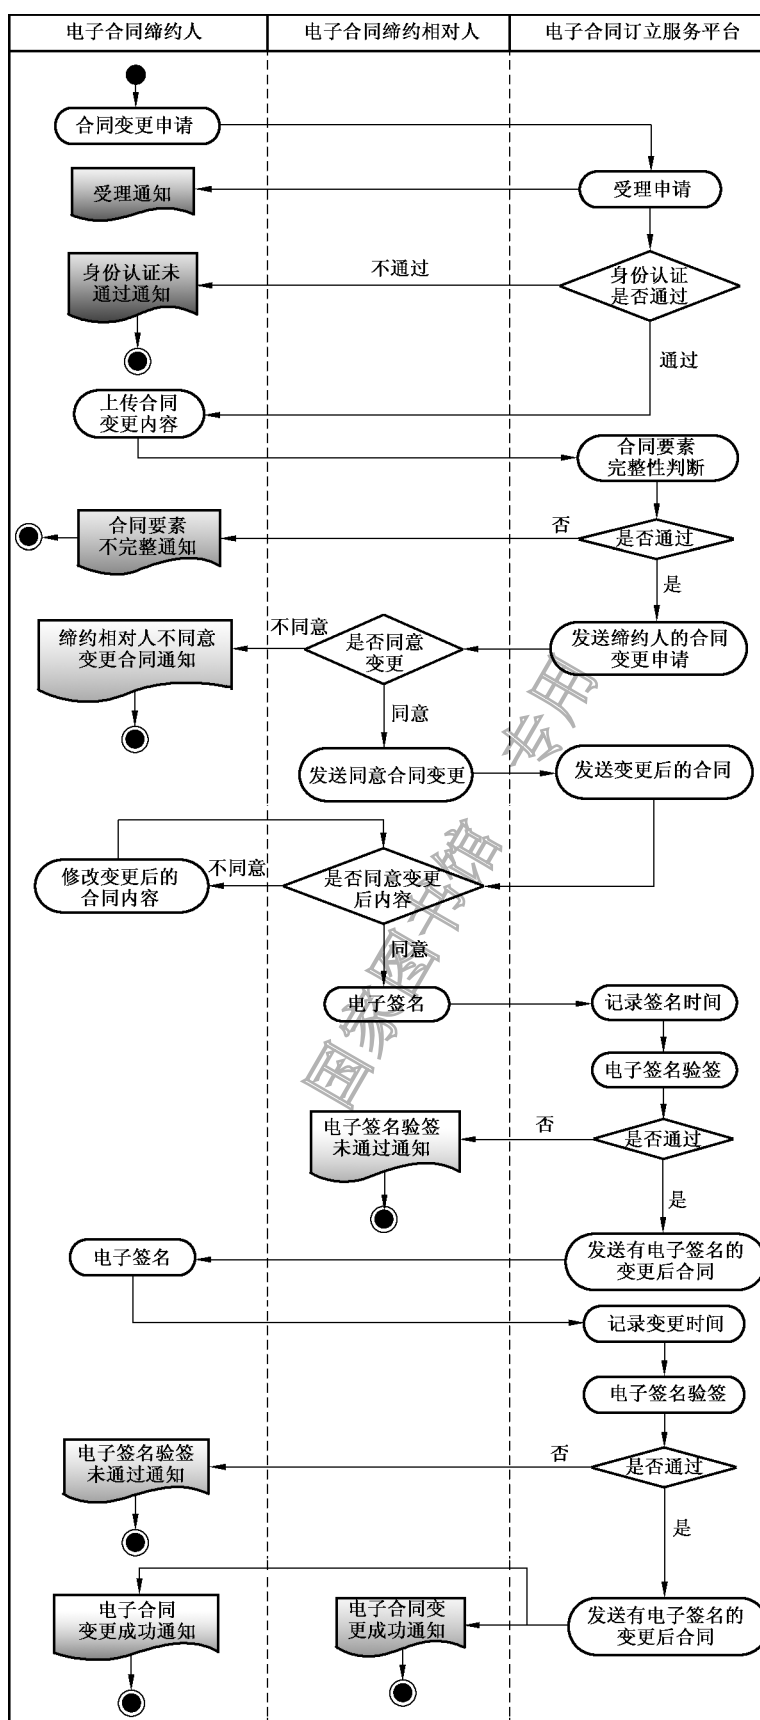 电子合同缔约人
电子合同缔约相对人
电子合同订立服务平台
合同变更申请
受理通知
受理申请
身份认证未
通过通知
不通过
身份认证
是否通过
通过
上传合同
变更内容
合同要素
完整性判断
合同要素
不完整通知
否
是否通过
是
缔约相对人不同意
变更合同通知
不同意
是否同意
变更
发送缔约人的合同
变更申请
同意
发送同意合同变更
发送变更后的合同
修改变更后的
合同内容
不同意
是否同意变更
后内容
同意
电子签名
记录签名时间
电子签名验签
电子签名验签
未通过通知
否
是否通过
是
电子签名
发送有电子签名的
变更后合同
记录变更时间
电子签名验签
电子签名验签
未通过通知
否
是否通过
是
电子合同
变更成功通知
电子合同变
更成功通知
发送有电子签名的
变更后合同
国家图书馆 专用